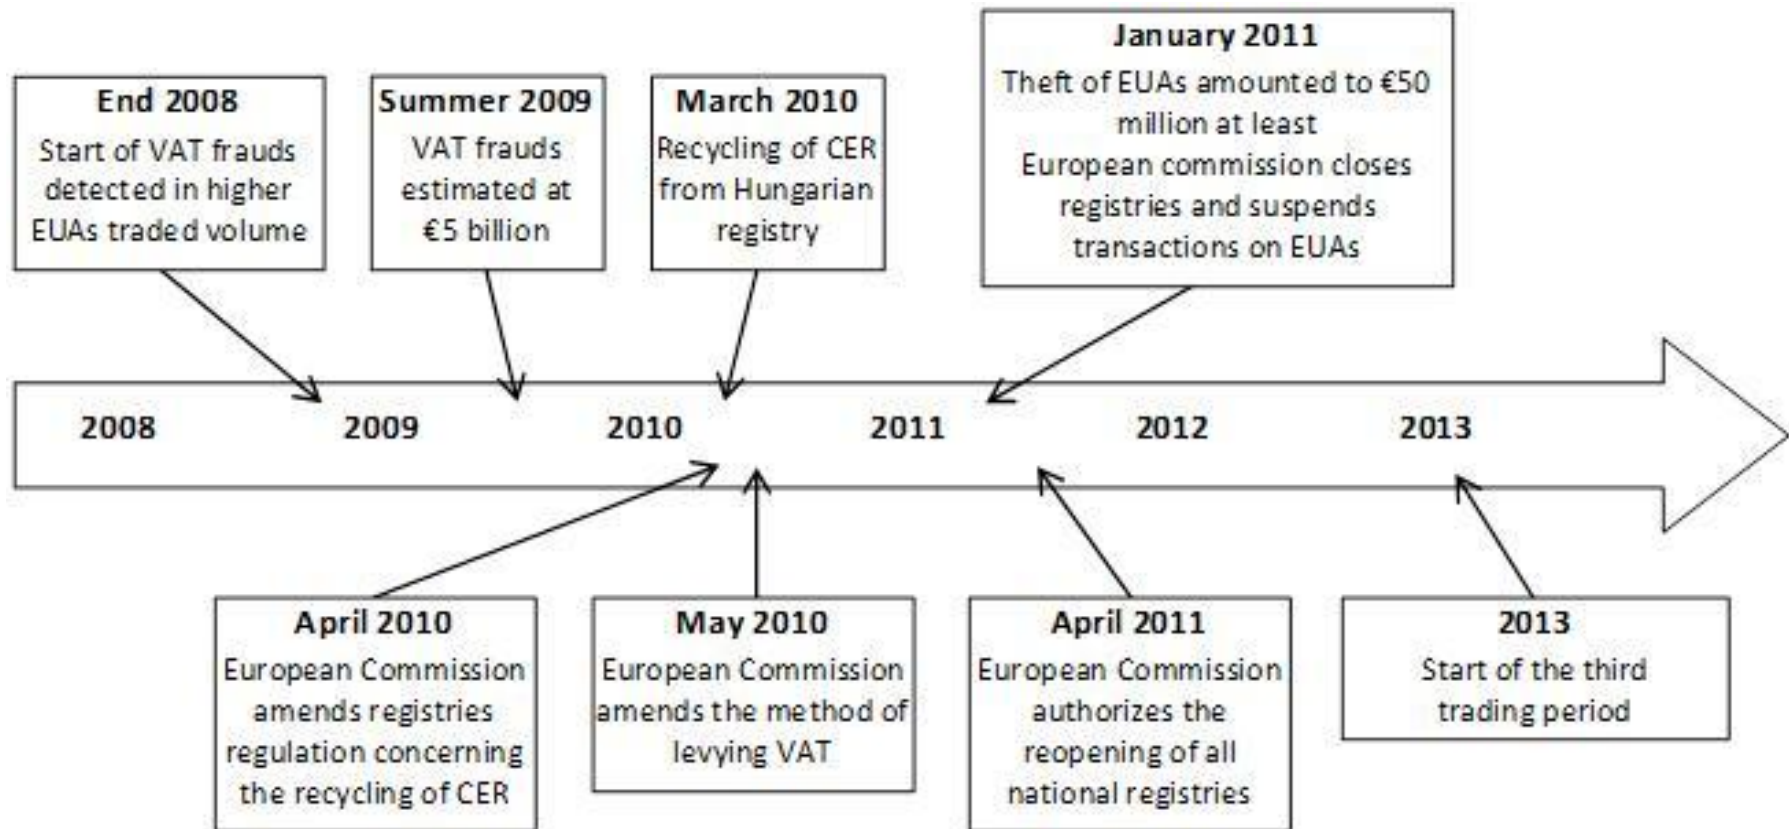 End 2008
Start of VAT frauds
detected in higher
EUAs traded volume
Summer 2009
VAT frauds
estimated at
€5 billion
March 2010
Recycling of CER
from Hungarian
registry
January 2011
Theft of EUAs amounted to €50
million at least
European commission closes
registries and suspends
transactions on EUAs
2008
2009
2010
2011
2012
2013
April 2010
European Commission
amends registries
regulation concerning
the recycling of CER
May 2010
European Commission
amends the method of
levying VAT
April 2011
European Commission
authorizes the
reopening of all
national registries
2013
Start of the third
trading period